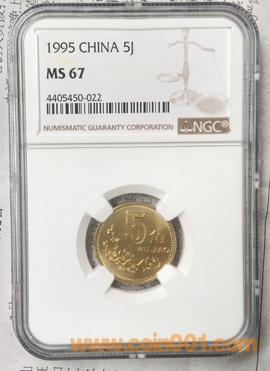 1995 CHINA 5J
MS 67
4405450-022
NUMISMATIC GUARANTY CORPORATION
NGC®
5角
WU JIAO
www.coin001.com